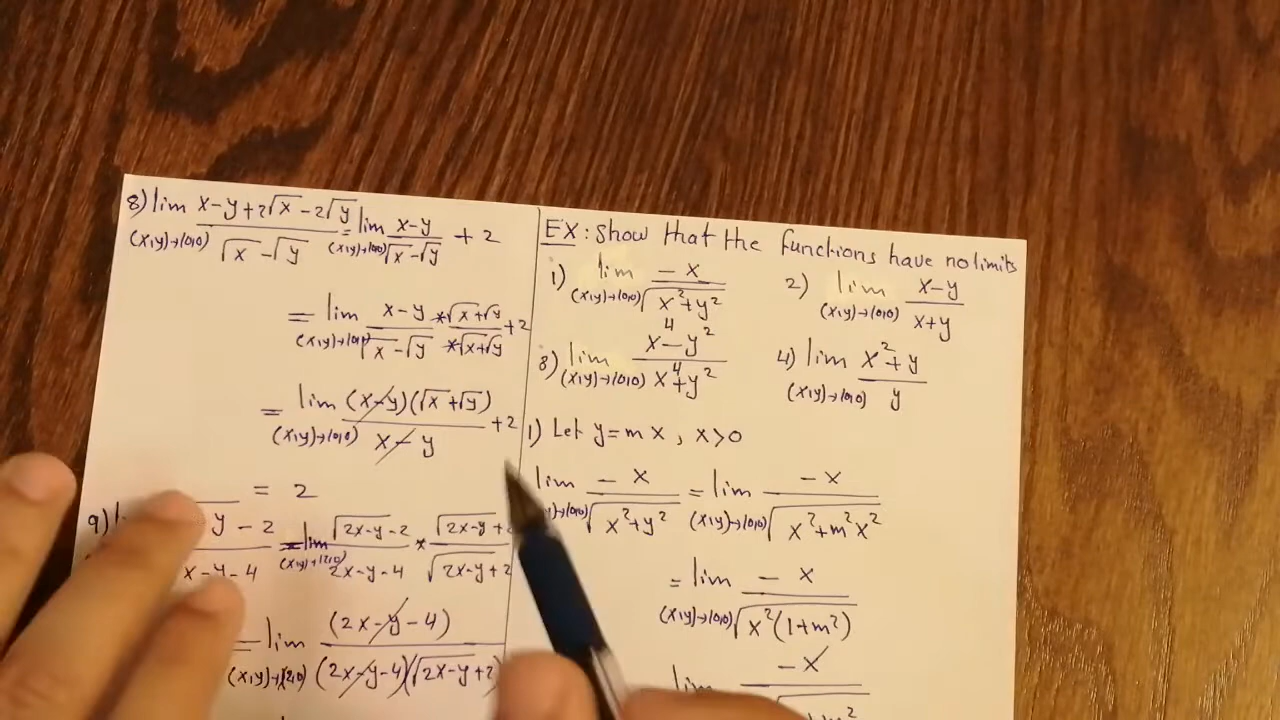 8) lim x-y+2√x-2√y / √x-√y = lim x-y / √x-√y + 2
(x,y)→(0,0) (x,y)→(0,0)
= lim x-y / √x-√y * √x+√y / *√x+√y + 2
(x,y)→(0,0)
= lim (x-y)(√x+√y) / x-y + 2
(x,y)→(0,0)
= 2
9) y-2 / x-y-4 = lim √2x-y-2 / 2x-y-4 * √2x-y+2 / √2x-y+2
(x,y)→(2,0)
= lim (2x-y-4) / (2x-y-4)(√2x-y+2)
(x,y)→(2,0)
EX: show that the functions have no limits
1) lim -x / √x²+y² 2) lim x-y / x+y
(x,y)→(0,0) (x,y)→(0,0)
3) lim x⁴-y² / x⁴+y² 4) lim x²+y / y
(x,y)→(0,0) (x,y)→(0,0)
1) Let y=mx, x>0
lim -x / √x²+y² = lim -x / √x²+m²x²
(x,y)→(0,0) (x,y)→(0,0)
= lim -x / √x²(1+m²)
(x,y)→(0,0)
lim -x